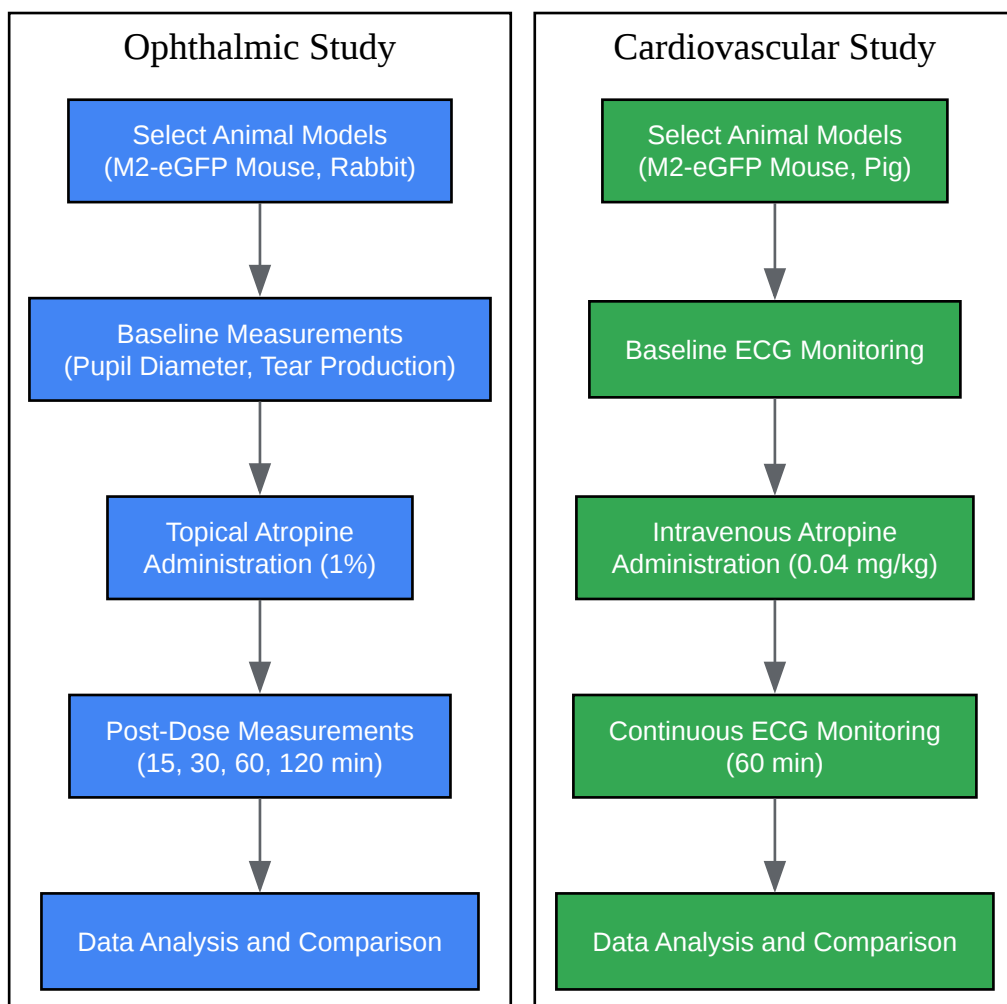 Ophthalmic Study
Select Animal Models
(M2-eGFP Mouse, Rabbit)
Baseline Measurements
(Pupil Diameter, Tear Production)
Topical Atropine
Administration (1%)
Post-Dose Measurements
(15, 30, 60, 120 min)
Data Analysis and Comparison
Cardiovascular Study
Select Animal Models
(M2-eGFP Mouse, Pig)
Baseline ECG Monitoring
Intravenous Atropine
Administration (0.04 mg/kg)
Continuous ECG Monitoring
(60 min)
Data Analysis and Comparison